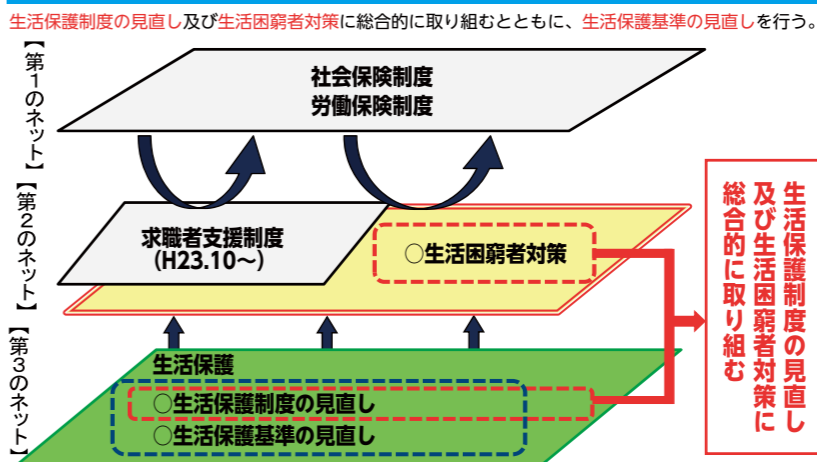 生活保護制度の見直し及び生活困窮者対策に総合的に取り組むとともに、生活保護基準の見直しを行う。
【第1のネット】
社会保険制度
労働保険制度
【第2のネット】
求職者支援制度
(H23.10〜)
○生活困窮者対策
【第3のネット】
生活保護
○生活保護制度の見直し
○生活保護基準の見直し
生活保護制度の見直し
及び生活困窮者対策に
総合的に取り組む